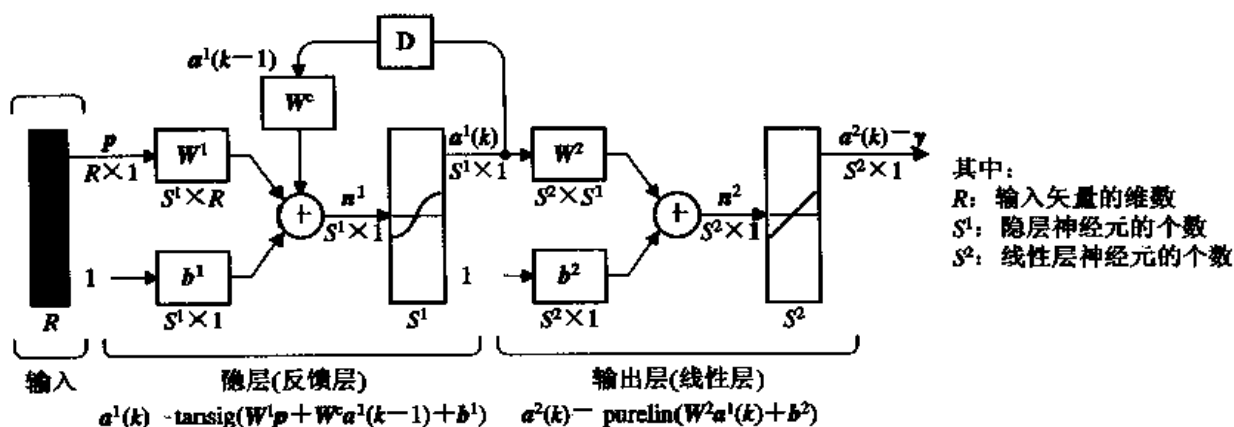 D
a¹(k−1)
Wᶜ
p
R×1
W¹
S¹×R
n¹
S¹×1
1
b¹
S¹×1
R
a¹(k)
S¹×1
S¹
W²
S²×S¹
n²
S²×1
1
b²
S²×1
S²
a²(k)−y
S²×1
其中：
R：输入矢量的维数
S¹：隐层神经元的个数
S²：线性层神经元的个数
输入
隐层(反馈层)
输出层(线性层)
a¹(k) -tansig(W¹p+Wᶜa¹(k−1)+b¹)
a²(k)− purelin(W²a¹(k)+b²)